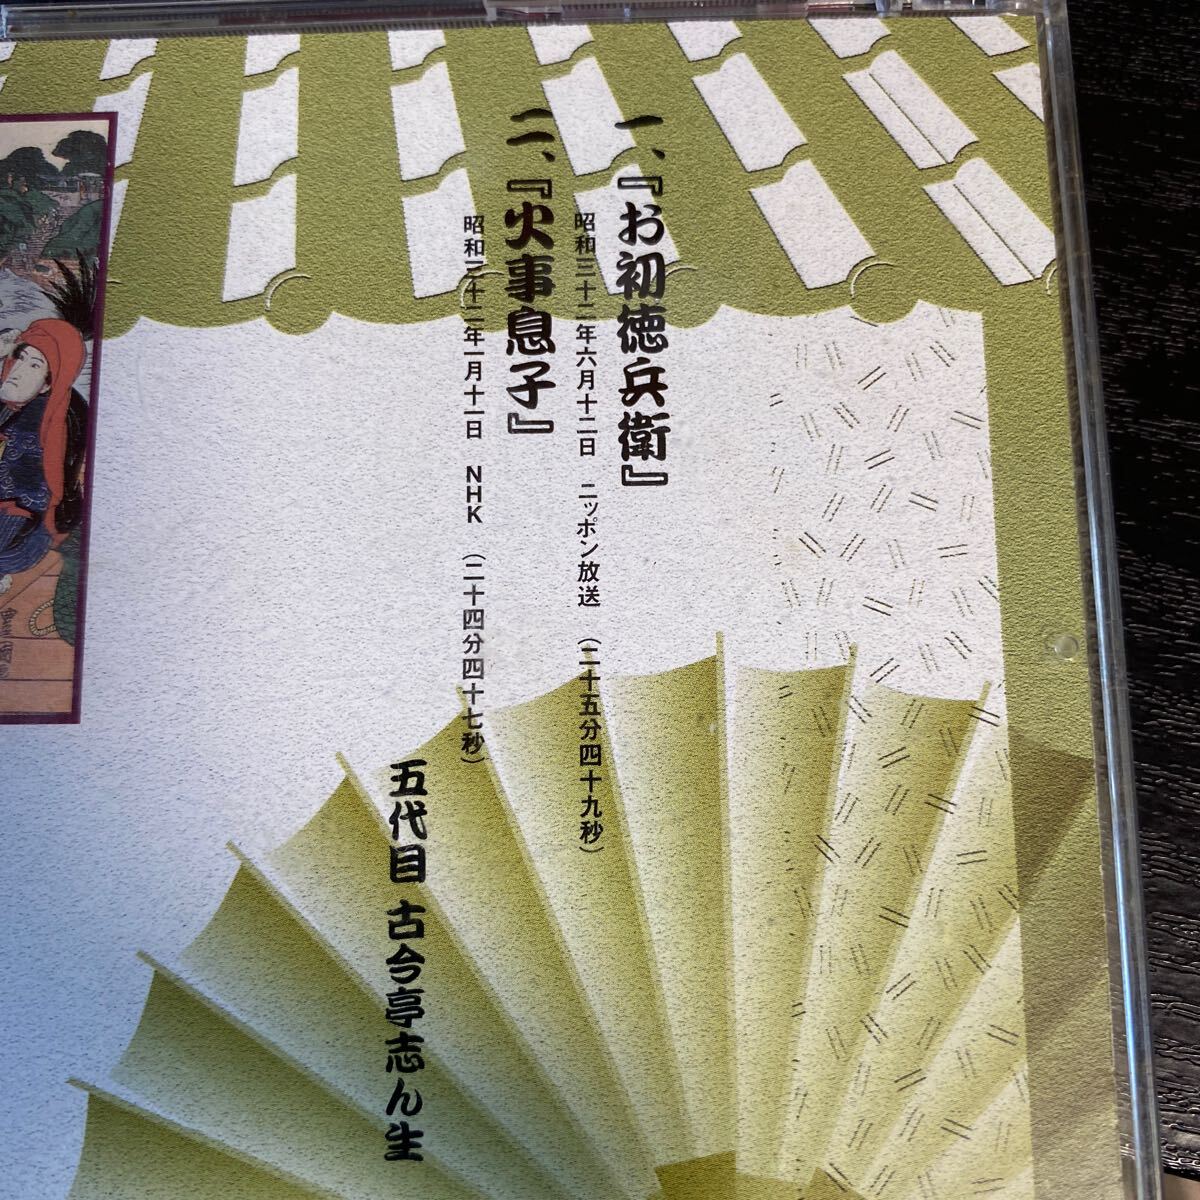 一、『お初徳兵衛』
昭和三十二年六月十二日 ニッポン放送 （二十五分四十九秒）
二、『火事息子』
昭和三十二年一月十一日 NHK （二十四分四十七秒）
五代目 古今亭志ん生